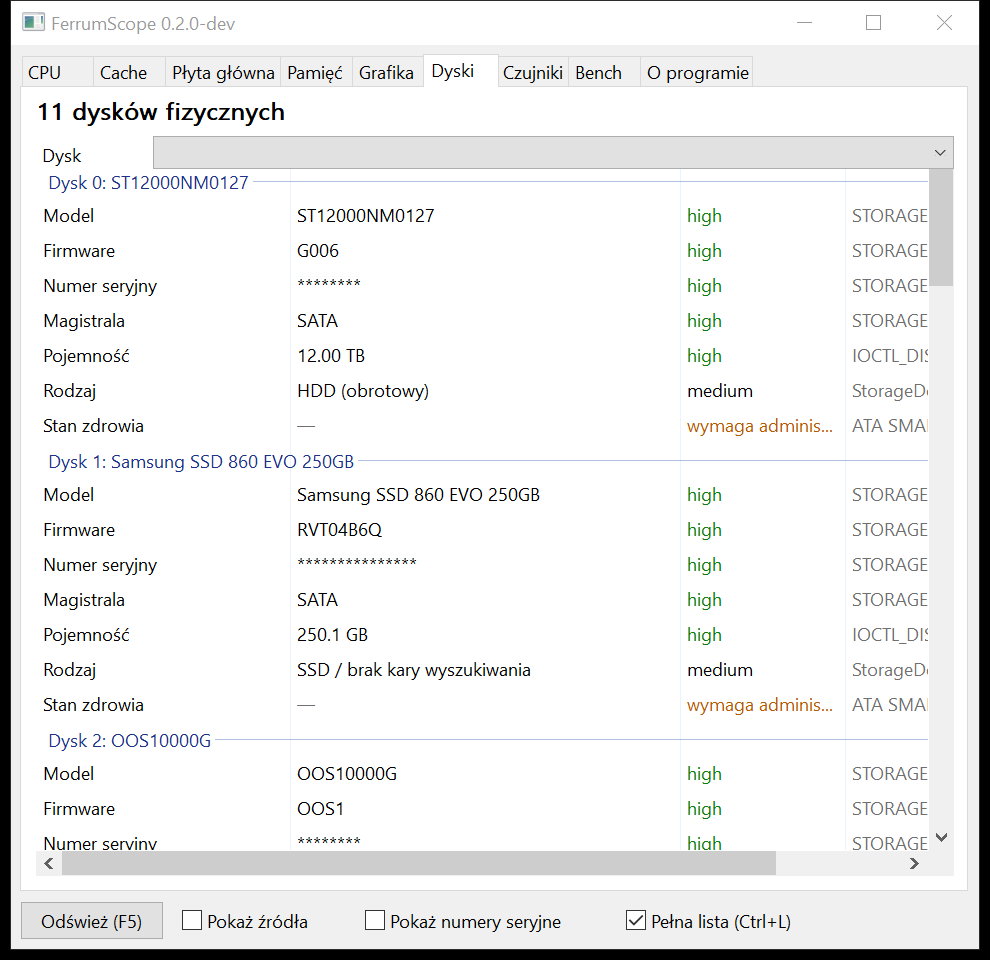 FerrumScope 0.2.0-dev
CPU Cache Płyta główna Pamięć Grafika Dyski Czujniki Bench O programie
11 dysków fizycznych
Dysk
Dysk 0: ST12000NM0127
Model ST12000NM0127 high STORAGE
Firmware G006 high STORAGE
Numer seryjny ******** high STORAGE
Magistrala SATA high STORAGE
Pojemność 12.00 TB high IOCTL_DIS
Rodzaj HDD (obrotowy) medium StorageDe
Stan zdrowia — wymaga adminis... ATA SMA
Dysk 1: Samsung SSD 860 EVO 250GB
Model Samsung SSD 860 EVO 250GB high STORAGE
Firmware RVT04B6Q high STORAGE
Numer seryjny *************** high STORAGE
Magistrala SATA high STORAGE
Pojemność 250.1 GB high IOCTL_DIS
Rodzaj SSD / brak kary wyszukiwania medium StorageDe
Stan zdrowia — wymaga adminis... ATA SMA
Dysk 2: OOS10000G
Model OOS10000G high STORAGE
Firmware OOS1 high STORAGE
Numer seryjny ******** high STORAGE
Odśwież (F5) Pokaż źródła Pokaż numery seryjne Pełna lista (Ctrl+L)